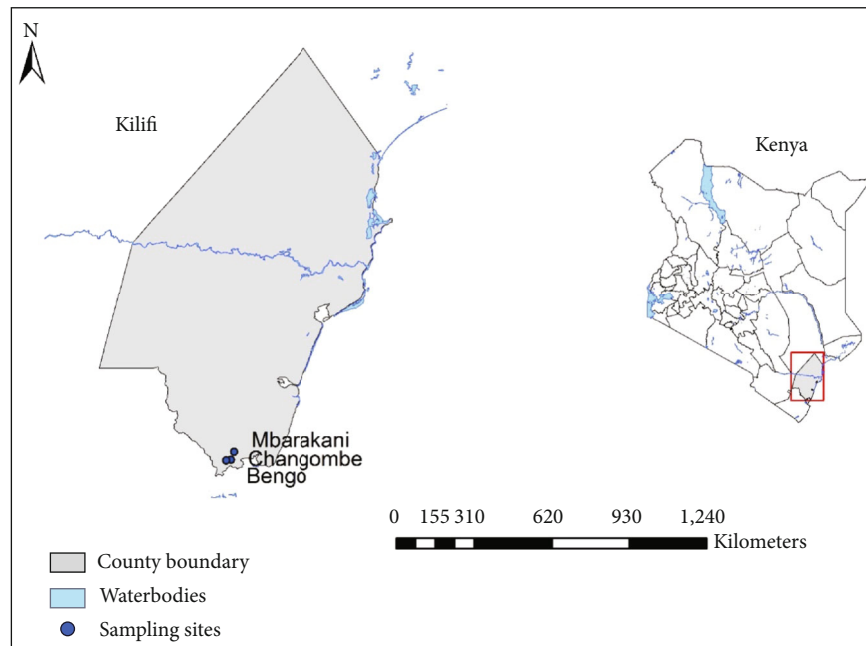 N
Kilifi
Kenya
Mbarakani
Changombe
Bengo
0 155 310 620 930 1,240
Kilometers
County boundary
Waterbodies
Sampling sites